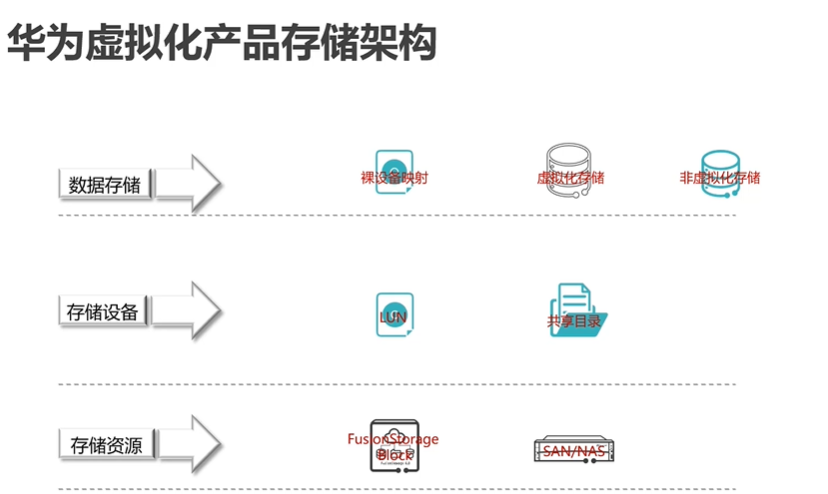 华为虚拟化产品存储架构
数据存储
裸设备映射
虚拟化存储
非虚拟化存储
存储设备
LUN
共享目录
存储资源
FusionStorage
Block
SAN/NAS